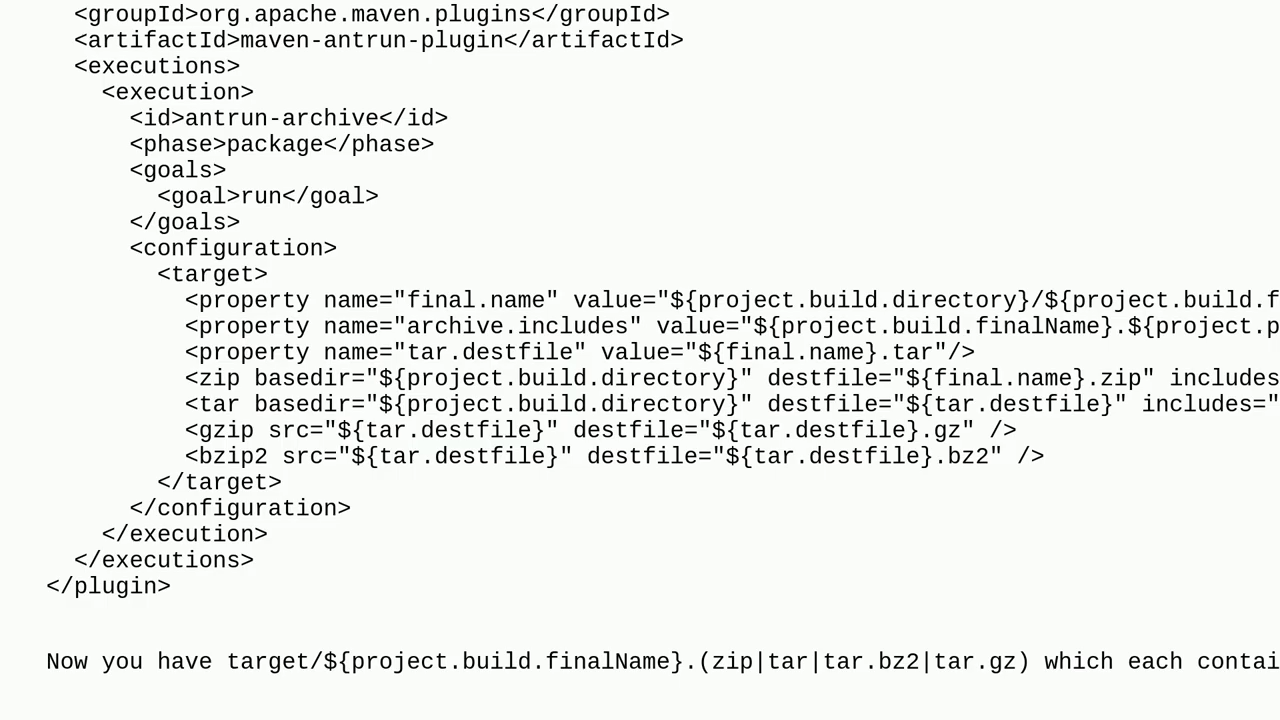 <groupId>org.apache.maven.plugins</groupId>
<artifactId>maven-antrun-plugin</artifactId>
<executions>
<execution>
<id>antrun-archive</id>
<phase>package</phase>
<goals>
<goal>run</goal>
</goals>
<configuration>
<target>
<property name="final.name" value="${project.build.directory}/${project.build.f
<property name="archive.includes" value="${project.build.finalName}.${project.p
<property name="tar.destfile" value="${final.name}.tar"/>
<zip basedir="${project.build.directory}" destfile="${final.name}.zip" includes
<tar basedir="${project.build.directory}" destfile="${tar.destfile}" includes="
<gzip src="${tar.destfile}" destfile="${tar.destfile}.gz" />
<bzip2 src="${tar.destfile}" destfile="${tar.destfile}.bz2" />
</target>
</configuration>
</execution>
</executions>
</plugin>
Now you have target/${project.build.finalName}.(zip|tar|tar.bz2|tar.gz) which each contai